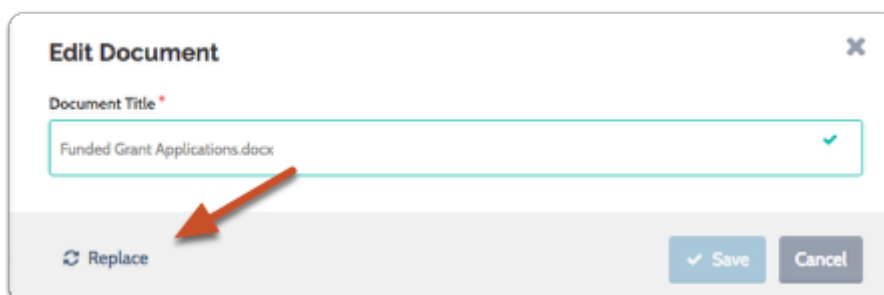 Edit Document
Document Title *
Funded Grant Applications.docx
Replace
Save
Cancel